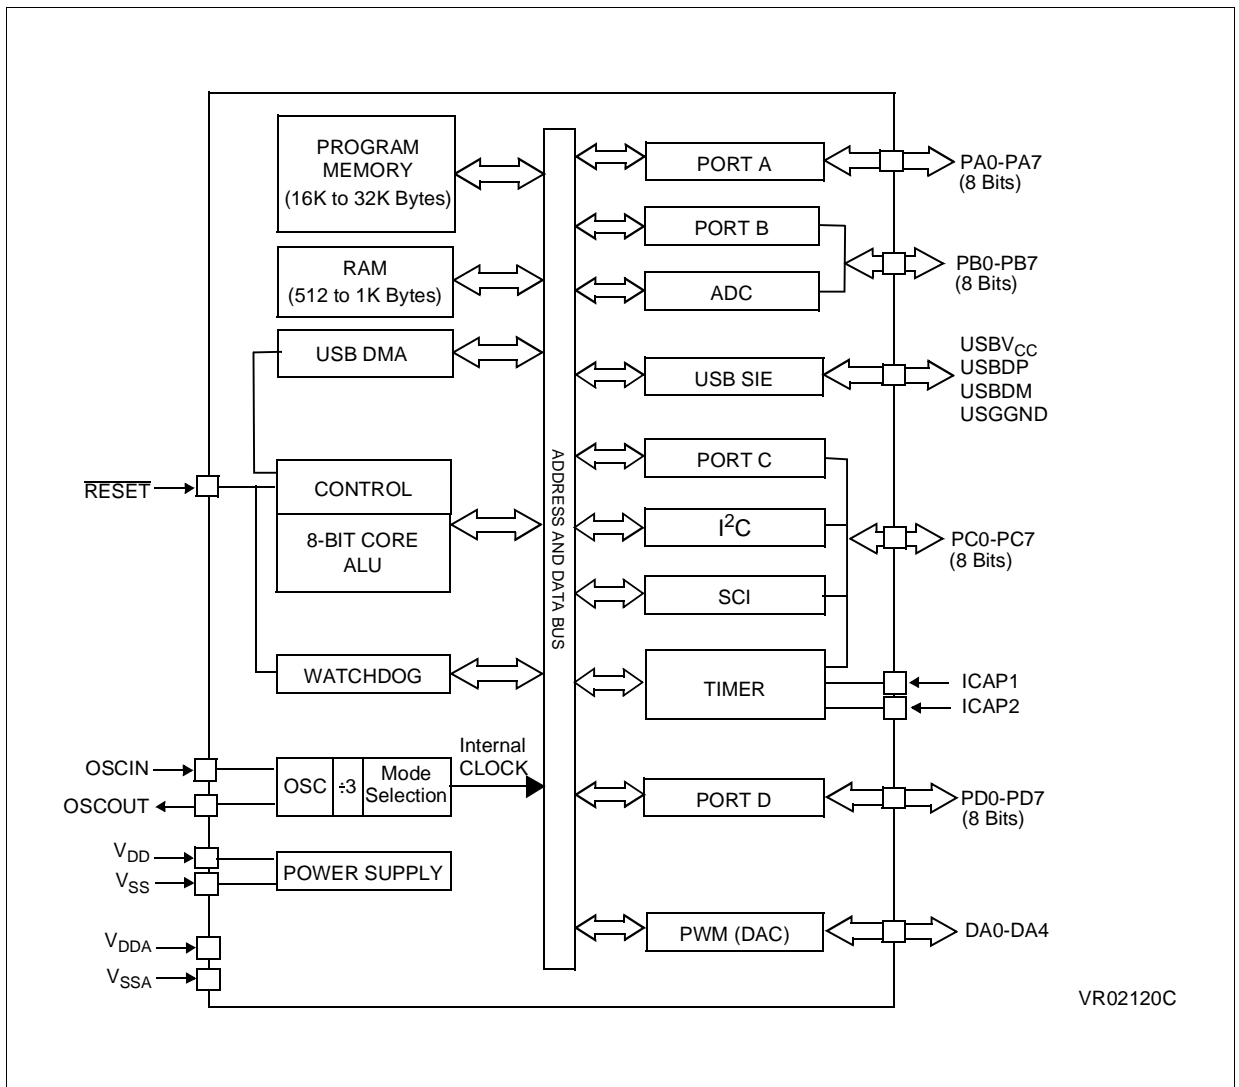 PROGRAM
MEMORY
(16K to 32K Bytes)
RAM
(512 to 1K Bytes)
USB DMA
RESET
CONTROL
8-BIT CORE
ALU
WATCHDOG
OSCIN
OSCOUT
OSC
÷3
Mode
Selection
Internal
CLOCK
VDD
VSS
POWER SUPPLY
VDDA
VSSA
ADDRESS AND DATA BUS
PORT A
PA0-PA7
(8 Bits)
PORT B
ADC
PB0-PB7
(8 Bits)
USB SIE
USBVCC
USBDP
USBDM
USGGND
PORT C
I²C
SCI
PC0-PC7
(8 Bits)
TIMER
ICAP1
ICAP2
PORT D
PD0-PD7
(8 Bits)
PWM (DAC)
DA0-DA4
VR02120C